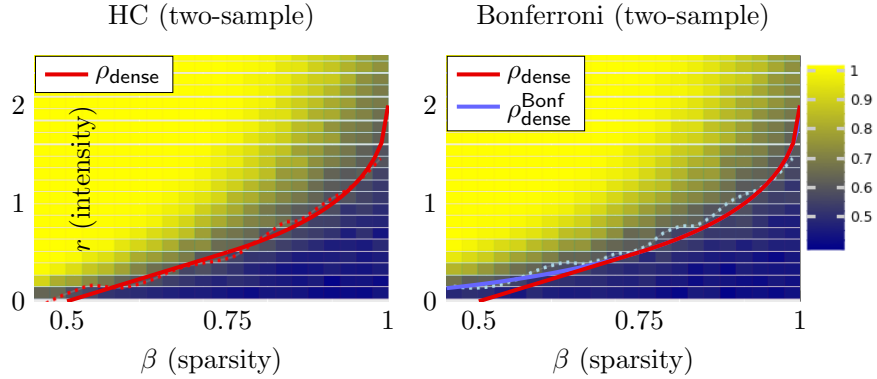 HC (two-sample)
Bonferroni (two-sample)
ρdense
ρdense
ρ^Bonf_dense
r (intensity)
2
1
0
0.5
0.75
1
β (sparsity)
2
1
0
0.5
0.75
1
β (sparsity)
1
0.9
0.8
0.7
0.6
0.5